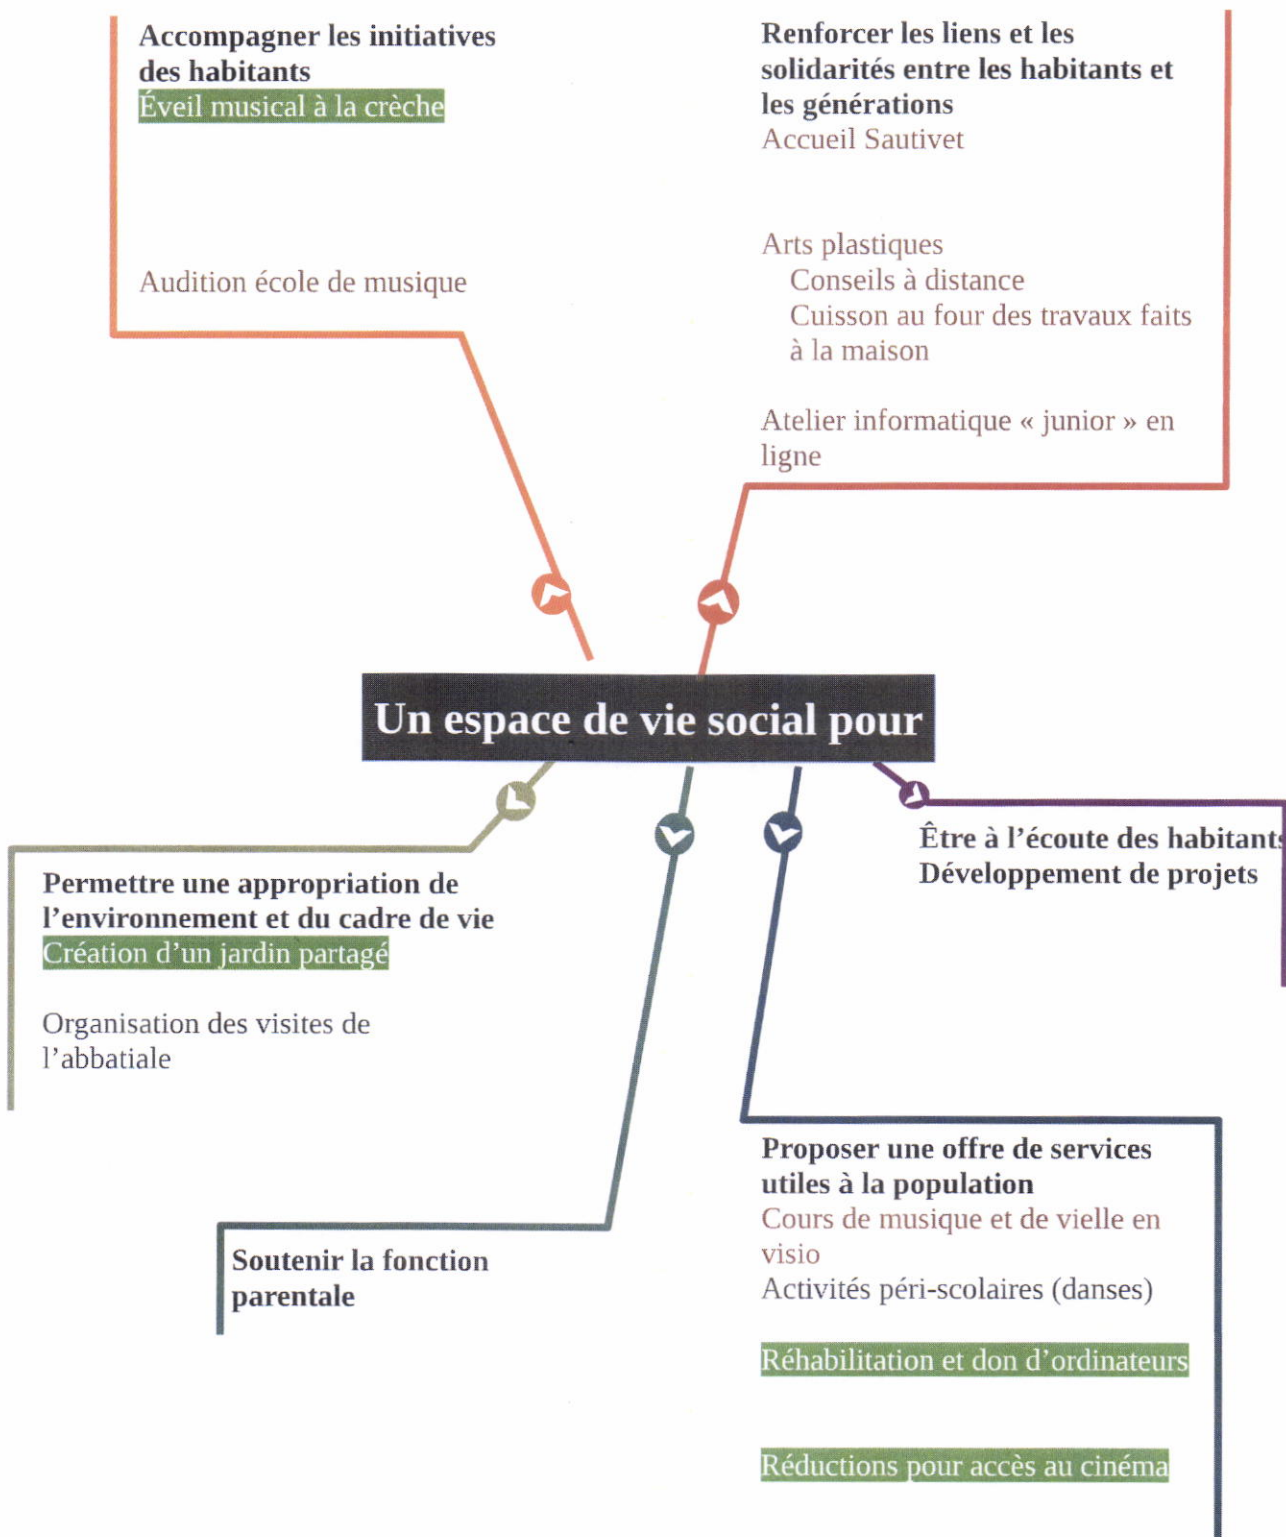 Accompagner les initiatives
des habitants
Éveil musical à la crèche
Audition école de musique
Renforcer les liens et les
solidarités entre les habitants et
les générations
Accueil Sautivet
Arts plastiques
Conseils à distance
Cuisson au four des travaux faits
à la maison
Atelier informatique « junior » en
ligne
Un espace de vie social pour
Permettre une appropriation de
l'environnement et du cadre de vie
Création d'un jardin partagé
Organisation des visites de
l'abbatiale
Soutenir la fonction
parentale
Être à l'écoute des habitants
Développement de projets
Proposer une offre de services
utiles à la population
Cours de musique et de vielle en
visio
Activités péri-scolaires (danses)
Réhabilitation et don d'ordinateurs
Réductions pour accès au cinéma